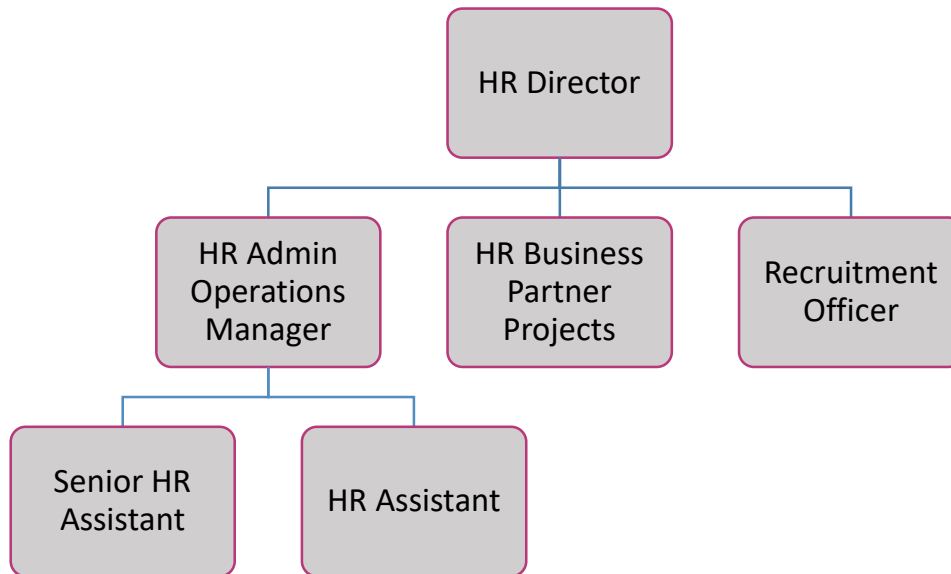 HR Director
HR Admin
Operations
Manager
HR Business
Partner
Projects
Recruitment
Officer
Senior HR
Assistant
HR Assistant